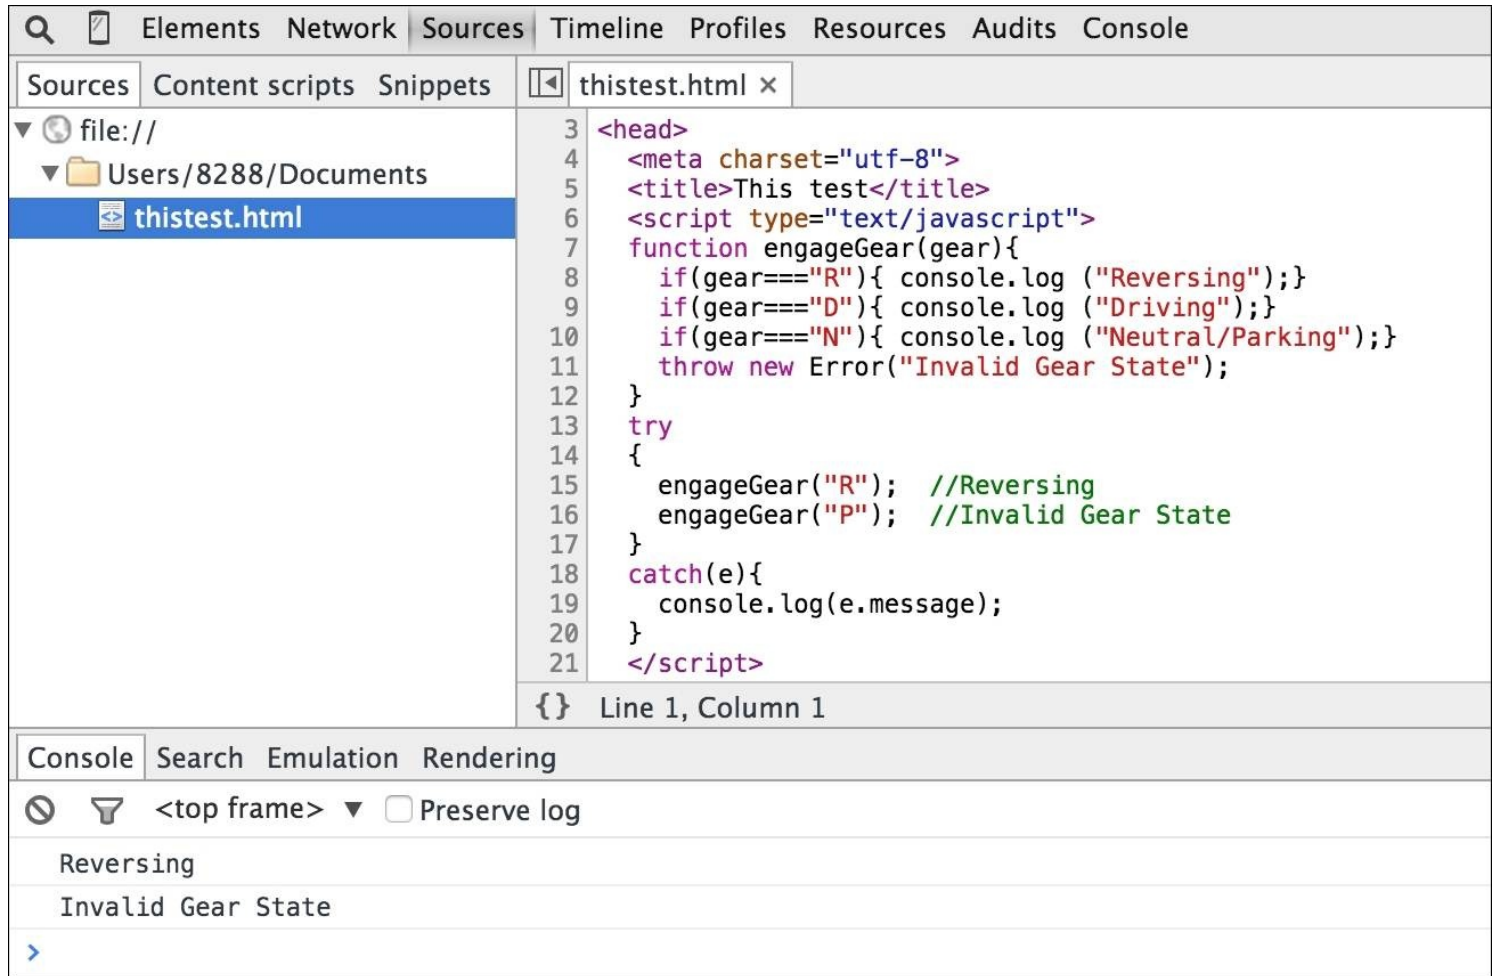 Elements Network Sources Timeline Profiles Resources Audits Console
Sources Content scripts Snippets
thistest.html ×
file://
Users/8288/Documents
thistest.html
3 <head>
4 <meta charset="utf-8">
5 <title>This test</title>
6 <script type="text/javascript">
7 function engageGear(gear){
8 if(gear==="R"){ console.log ("Reversing");}
9 if(gear==="D"){ console.log ("Driving");}
10 if(gear==="N"){ console.log ("Neutral/Parking");}
11 throw new Error("Invalid Gear State");
12 }
13 try
14 {
15 engageGear("R"); //Reversing
16 engageGear("P"); //Invalid Gear State
17 }
18 catch(e){
19 console.log(e.message);
20 }
21 </script>
{} Line 1, Column 1
Console Search Emulation Rendering
<top frame> ▼ Preserve log
Reversing
Invalid Gear State
>